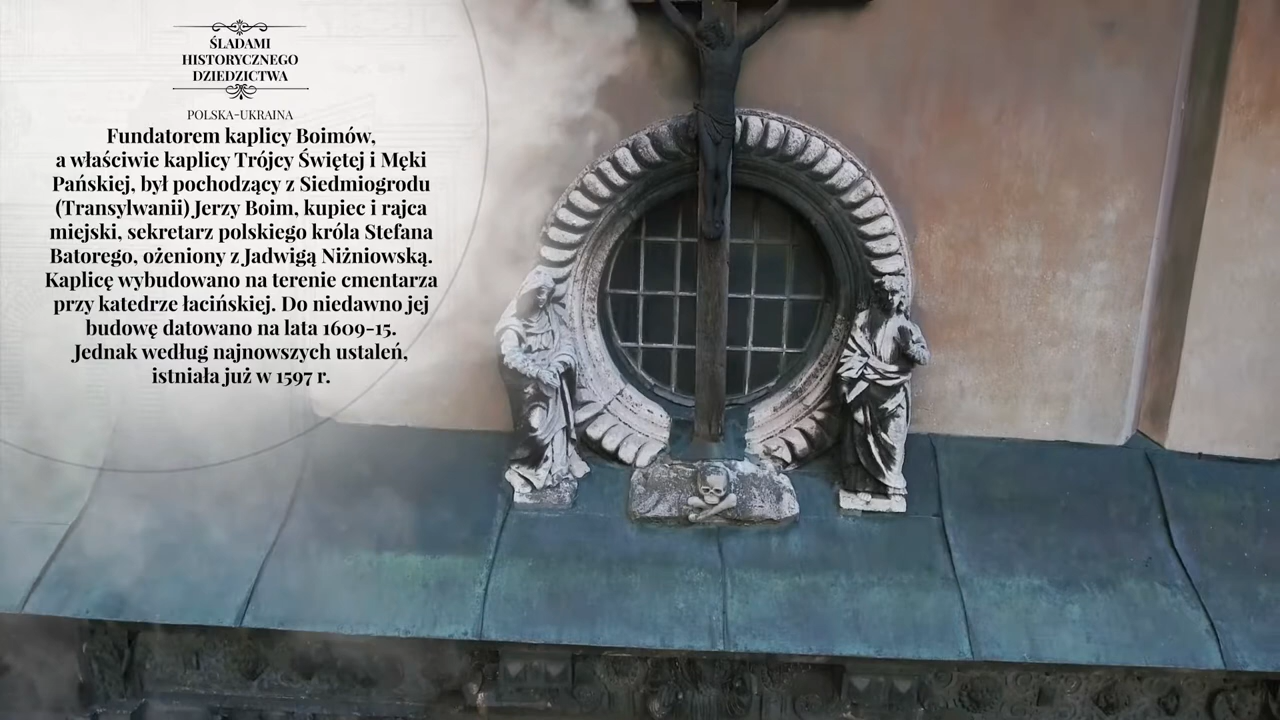 ŚLADAMI
HISTORYCZNEGO
DZIEDZICTWA
POLSKA-UKRAINA
Fundatorem kaplicy Boimów,
a właściwie kaplicy Trójcy Świętej i Męki
Pańskiej, był pochodzący z Siedmiogrodu
(Transylwanii) Jerzy Boim, kupiec i rajca
miejski, sekretarz polskiego króla Stefana
Batorego, ożeniony z Jadwigą Niżniowską.
Kaplicę wybudowano na terenie cmentarza
przy katedrze łacińskiej. Do niedawno jej
budowę datowano na lata 1609-15.
Jednak według najnowszych ustaleń,
istniała już w 1597 r.